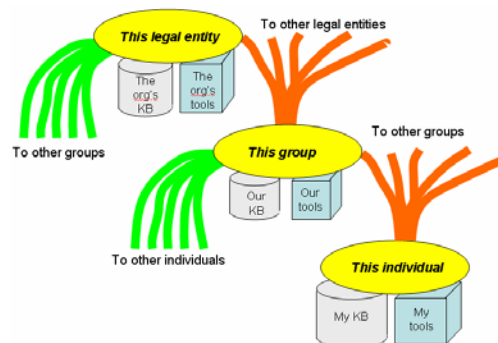 To other legal entities
This legal entity
The
org's
KB
The
org's
tools
To other groups
To other groups
This group
Our
KB
Our
tools
To other individuals
This individual
My KB
My
tools